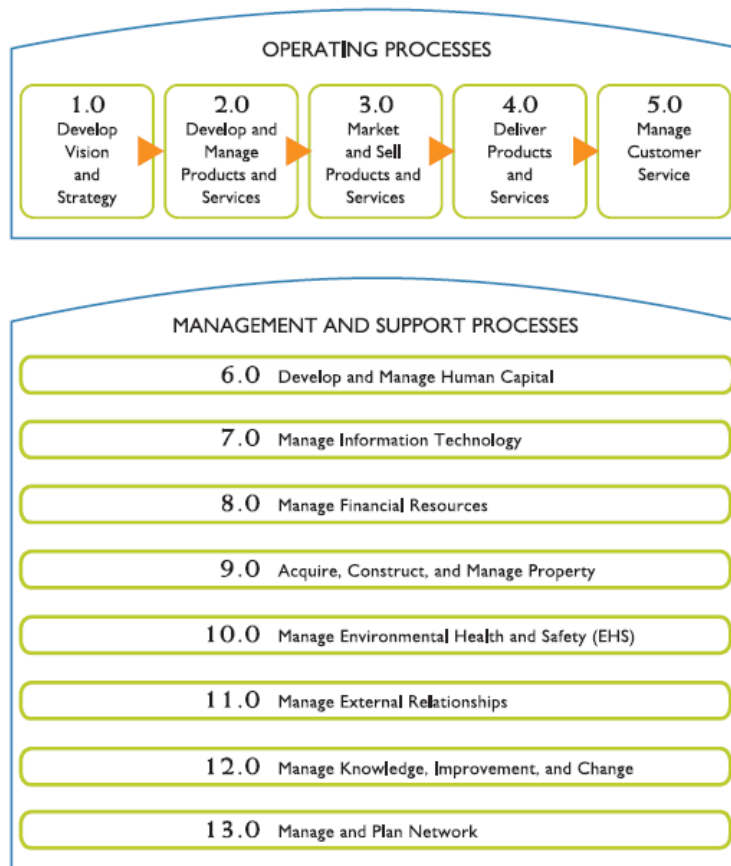 OPERATING PROCESSES
1.0
Develop
Vision
and
Strategy
2.0
Develop and
Manage
Products and
Services
3.0
Market
and Sell
Products and
Services
4.0
Deliver
Products
and
Services
5.0
Manage
Customer
Service
MANAGEMENT AND SUPPORT PROCESSES
6.0 Develop and Manage Human Capital
7.0 Manage Information Technology
8.0 Manage Financial Resources
9.0 Acquire, Construct, and Manage Property
10.0 Manage Environmental Health and Safety (EHS)
11.0 Manage External Relationships
12.0 Manage Knowledge, Improvement, and Change
13.0 Manage and Plan Network